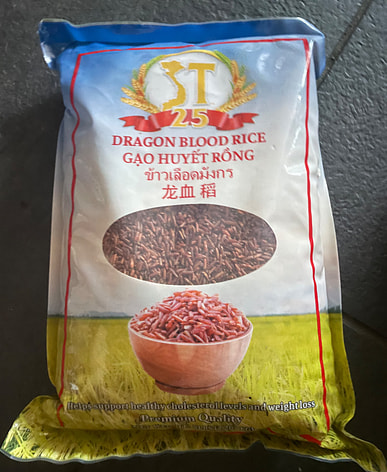 ST
25
DRAGON BLOOD RICE
GẠO HUYẾT RỒNG
ข้าวเลือดมังกร
龙血 稻
Helps support healthy cholesterol levels and weight loss
Premium Quality